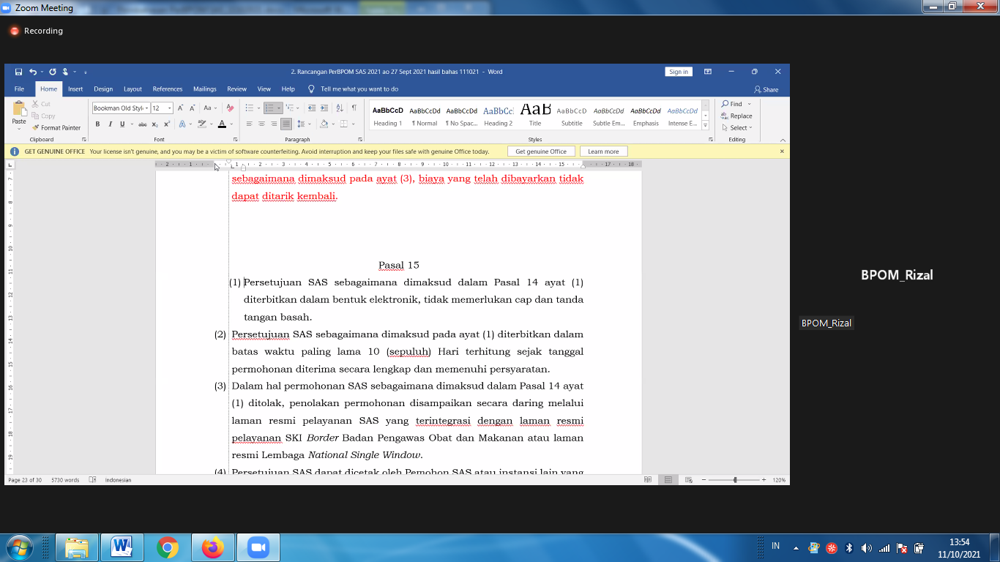 Zoom Meeting
Recording
2. Rancangan PerBPOM SAS 2021 ao 27 Sept 2021 hasil bahas 111021 - Word
Sign in
File Home Insert Design Layout References Mailings Review View Help Tell me what you want to do
Share
Paste
Cut
Copy
Format Painter
Clipboard
Bookman Old Styl 12
Font
Paragraph
AaBbCcD AaBbCcDd AaBbCcDd AaBbCc AaB AaBbCcD AaBbCcDd AaBbCcDd AaBbCcDd
Heading 1 ¶ Normal ¶ No Spac... Heading 2 Title Subtitle Subtle Em... Emphasis Intense E...
Styles
Find
Replace
Select
Editing
GET GENUINE OFFICE Your license isn't genuine, and you may be a victim of software counterfeiting. Avoid interruption and keep your files safe with genuine Office today.
Get genuine Office
Learn more
sebagaimana dimaksud pada ayat (3), biaya yang telah dibayarkan tidak
dapat ditarik kembali.
Pasal 15
(1) Persetujuan SAS sebagaimana dimaksud dalam Pasal 14 ayat (1)
diterbitkan dalam bentuk elektronik, tidak memerlukan cap dan tanda
tangan basah.
(2) Persetujuan SAS sebagaimana dimaksud pada ayat (1) diterbitkan dalam
batas waktu paling lama 10 (sepuluh) Hari terhitung sejak tanggal
permohonan diterima secara lengkap dan memenuhi persyaratan.
(3) Dalam hal permohonan SAS sebagaimana dimaksud dalam Pasal 14 ayat
(1) ditolak, penolakan permohonan disampaikan secara daring melalui
laman resmi pelayanan SAS yang terintegrasi dengan laman resmi
pelayanan SKI Border Badan Pengawas Obat dan Makanan atau laman
resmi Lembaga National Single Window.
(4) Persetujuan SAS dapat dicetak oleh Pemohon SAS atau instansi lain yang
BPOM_Rizal
BPOM_Rizal
Page 23 of 30 5730 words Indonesian
120%
IN
13:54
11/10/2021